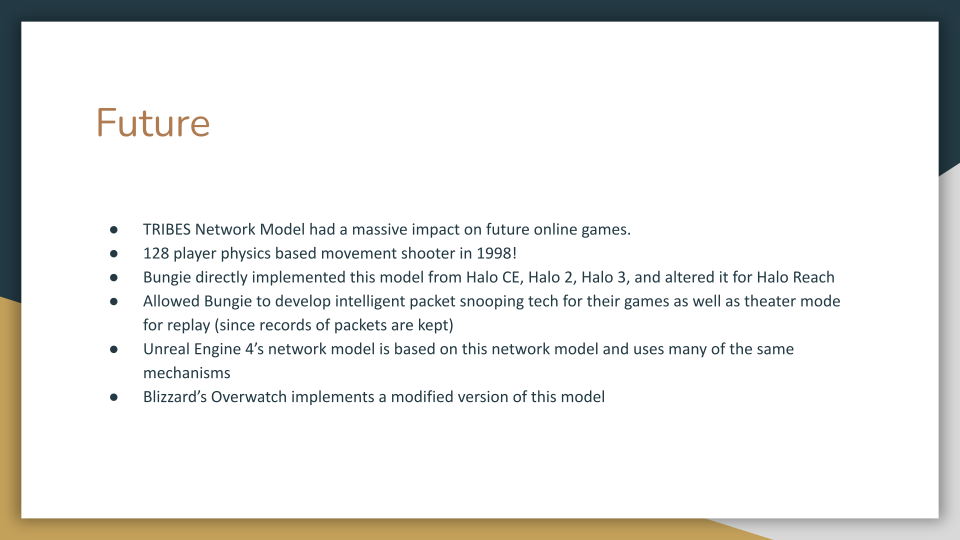 Future
● TRIBES Network Model had a massive impact on future online games.
● 128 player physics based movement shooter in 1998!
● Bungie directly implemented this model from Halo CE, Halo 2, Halo 3, and altered it for Halo Reach
● Allowed Bungie to develop intelligent packet snooping tech for their games as well as theater mode
for replay (since records of packets are kept)
● Unreal Engine 4’s network model is based on this network model and uses many of the same
mechanisms
● Blizzard’s Overwatch implements a modified version of this model